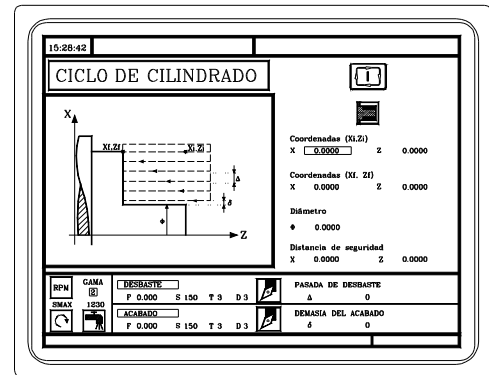 15:28:42
CICLO DE CILINDRADO
X
Xf,Zf
Xi,Zi
Δ
δ
Φ
Z
Coordenadas (Xi,Zi)
X 0.0000 Z 0.0000
Coordenadas (Xf, Zf)
X 0.0000 Z 0.0000
Diámetro
Φ 0.0000
Distancia de seguridad
X 0.0000 Z 0.0000
RPM GAMA
2
SMAX 1230
DESBASTE
F 0.000 S 150 T 3 D 3
PASADA DE DESBASTE
Δ 0
ACABADO
F 0.000 S 150 T 3 D 3
DEMASIA DEL ACABADO
δ 0